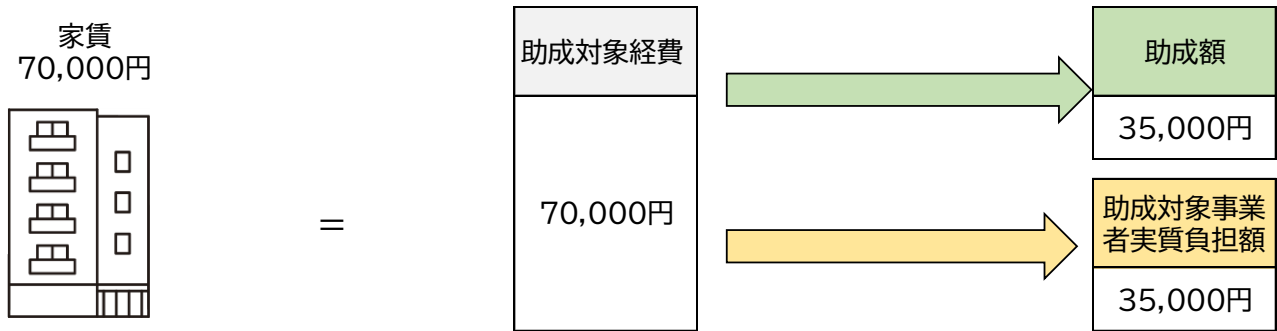 家賃
70,000円
=
助成対象経費
70,000円
助成額
35,000円
助成対象事業
者実質負担額
35,000円